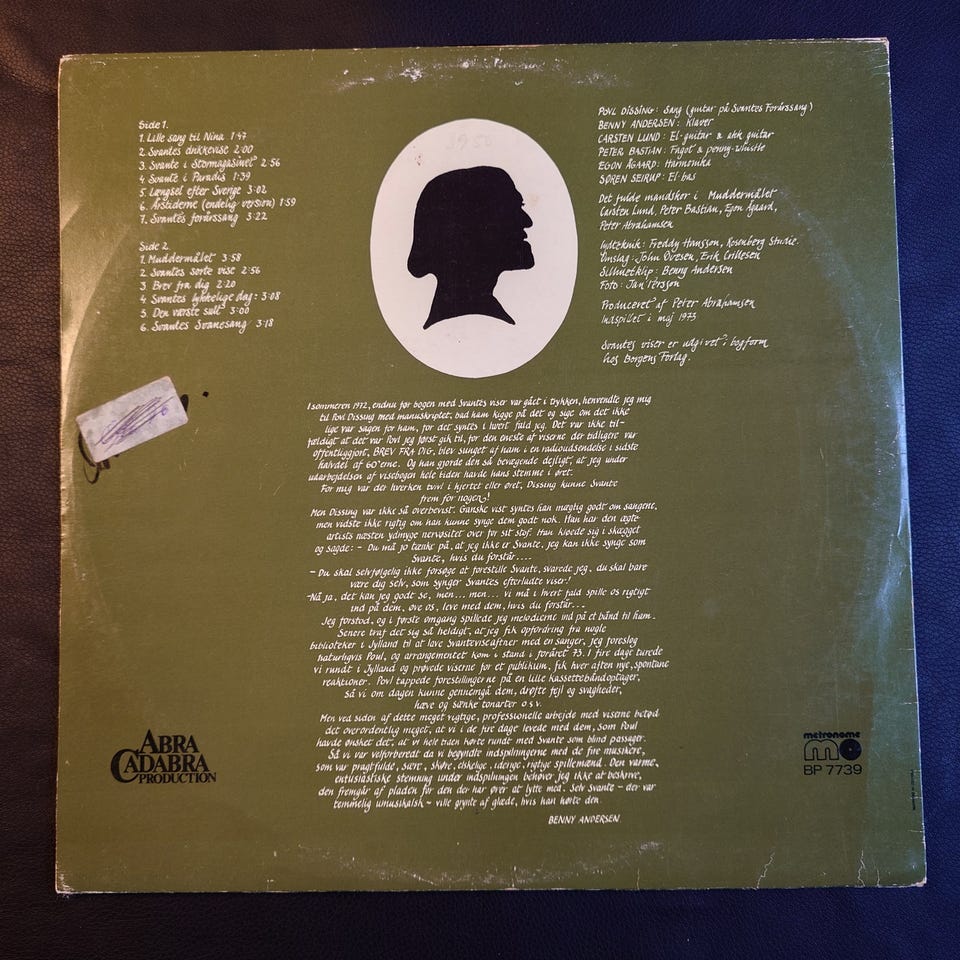 Side 1.
1. Lille sang til Nina 1:47
2. Svantes drikkevise 2:00
3. Svante i Stormagasinet 2:56
4. Svante i Paradis 1:39
5. Længsel efter Sverige 3:02
6. Årstiderne (endelig version) 1:59
7. Svantes forårssang 3:22
Side 2.
1. Muddermålet 3:58
2. Svantes sorte vise 2:56
3. Brev fra dig 2:20
4. Svantes lykkelige dag: 3:08
5. Den værste sult 3:00
6. Svantes Svanesang 3:18
3950
POVL DISSING: Sang (guitar på Svantes Forårssang)
BENNY ANDERSEN: Klaver
CARSTEN LUND: El-guitar & akk guitar
PETER BASTIAN: Fagot & penny-whistle
EGON ÅGAARD: Harmonika
SØREN SEIRUP: El-bas
Det fulde mandskor i Muddermålet
Carsten Lund, Peter Bastian, Egon Ågaard,
Peter Abrahamsen
Lydteknik: Freddy Hansson, Rosenberg Studie.
Omslag: John Ovesen, Erik Crillesen
Silhuetklip: Benny Andersen
Foto: Jan Persson
Produceret af Peter Abrahamsen
Indspillet i maj 1973
Svantes viser er udgivet i bogform
hos Borgens Forlag.
I sommeren 1972, endnu før bogen med Svantes viser var gået i trykken, henvendte jeg mig
til Povl Dissing med manuskriptet, bad ham kigge på det og sige om det ikke
lige var sagen for ham, for det syntes i hvert fald jeg. Det var ikke til-
fældigt at det var Povl jeg først gik til, for den eneste af viserne der tidligere var
offentliggjort, BREV FRA DIG, blev sunget af ham i en radioudsendelse i sidste
halvdel af 60'erne. Og han gjorde den så bevægende dejligt, at jeg under
udarbejdelsen af visebogen hele tiden havde hans stemme i øret.
For mig var der hverken tvivl i hjertet eller øret, Dissing kunne Svante
frem for nogen!
Men Dissing var ikke så overbevist. Ganske vist syntes han mægtig godt om sangene,
men vidste ikke rigtig om han kunne synge dem godt nok. Han har den ægte
artists næsten ydmyge nervøsitet over for sit stof. Han kløede sig i skægget
og sagde: - Du må jo tænke på, at jeg ikke er Svante, jeg kan ikke synge som
Svante, hvis du forstår....
- Du skal selvfølgelig ikke forsøge at forestille Svante, svarede jeg, du skal bare
være dig selv, som synger Svantes efterladte viser!
- Nå ja, det kan jeg godt se, men... men... vi må i hvert fald spille os rigtigt
ind på dem, øve os, leve med dem, hvis du forstår...
Jeg forstod, og i første omgang spillede jeg melodierne ind på et bånd til ham.
Senere traf det sig så heldigt, at jeg fik opfordring fra nogle
biblioteker i Jylland til at lave Svanteviseaftner med en sanger, jeg foreslog
naturligvis Poul, og arrangementet kom i stand i foråret 73. I fire dage turede
vi rundt i Jylland og prøvede viserne for et publikum, fik hver aften nye, spontane
reaktioner. Povl tappede forestillingerne på en lille kassettebåndoptager,
så vi om dagen kunne gennemgå dem, drøfte fejl og svagheder,
hæve og sænke tonarter o s v.
Men ved siden af dette meget vigtige, professionelle arbejde med viserne betød
det overordentlig meget, at vi i de fire dage levede med dem, som Poul
havde ønsket det, at vi helt traen kørte rundt med Svante som blind passager.
Så vi var velforberedt da vi begyndte indspilningerne med de fire musikere,
som var pragtfulde, sære, skøre, elskelige, iderige, rigtige spillemænd. Den varme,
entusiastiske stemning under indspilningen behøver jeg ikke at beskrive,
den fremgår af pladen for den der har ører at lytte med. Selv Svante - der var
temmelig umusikalsk - ville grynte af glæde, hvis han hørte den.
BENNY ANDERSEN
ABRA
CADABRA
PRODUCTION
metronome
BP 7739